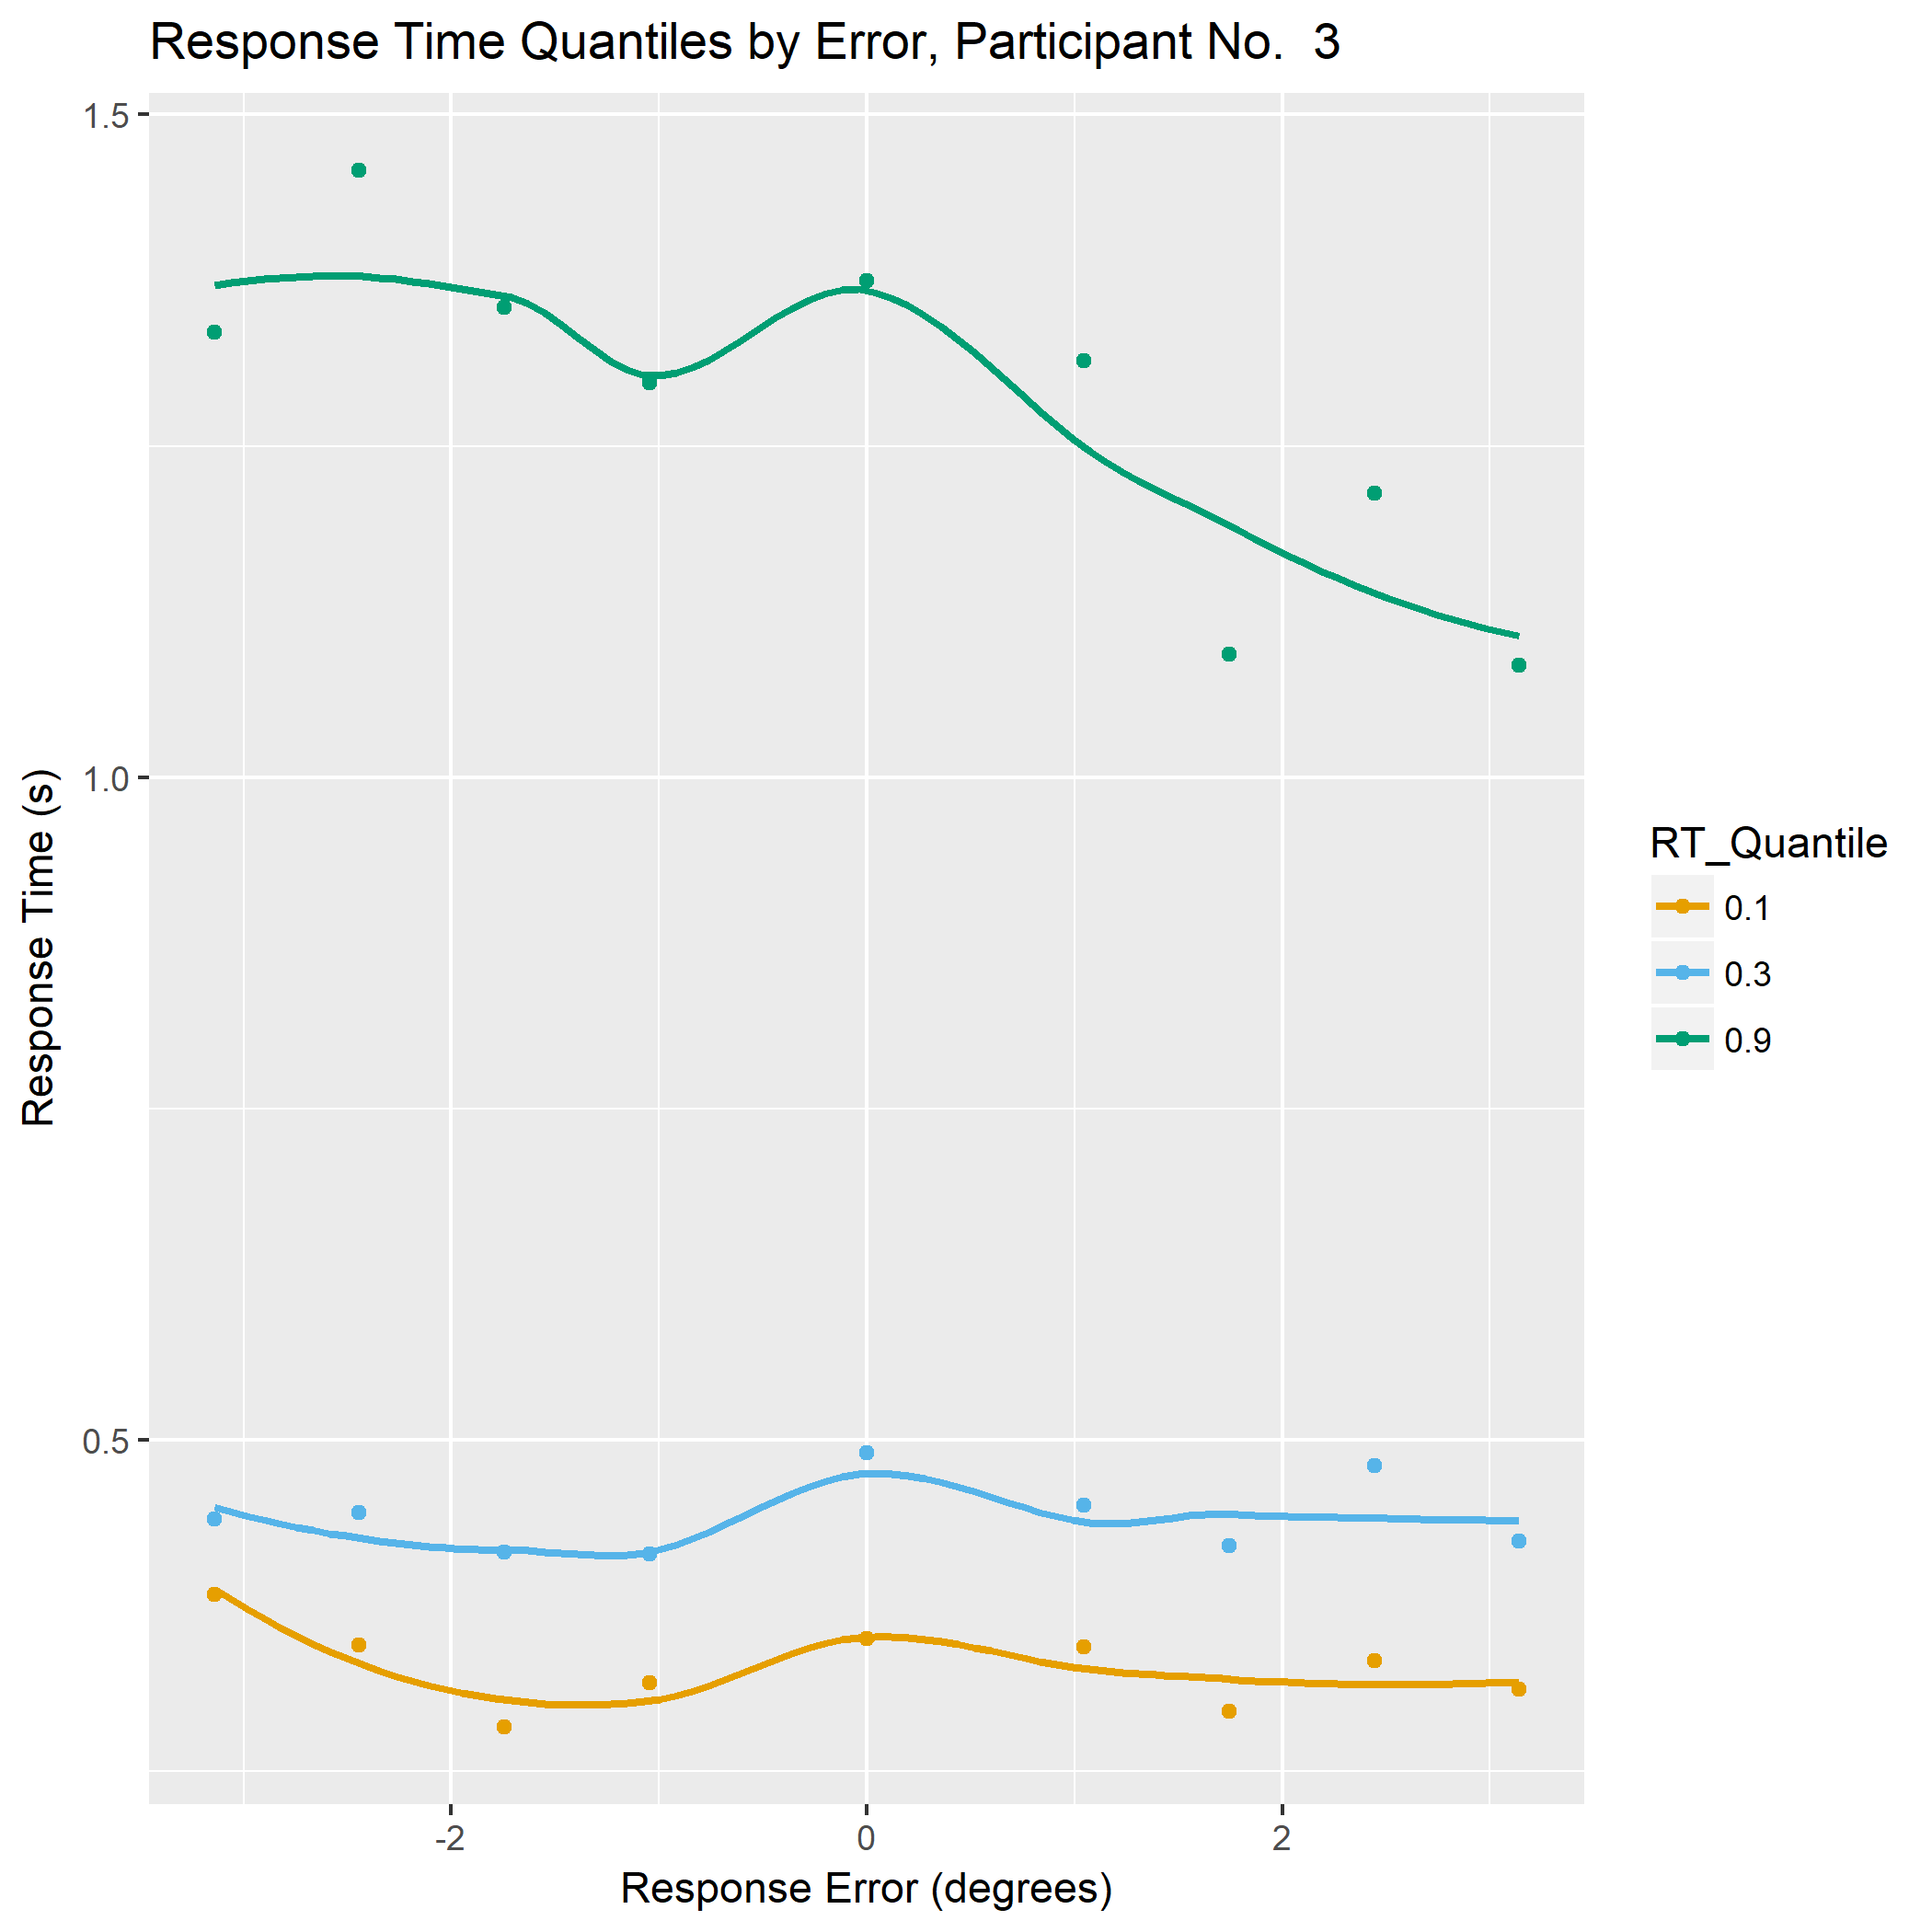 Response Time Quantiles by Error, Participant No.  3
1.5
1.0
0.5
Response Time (s)
-2
0
2
Response Error (degrees)
RT_Quantile
0.1
0.3
0.9